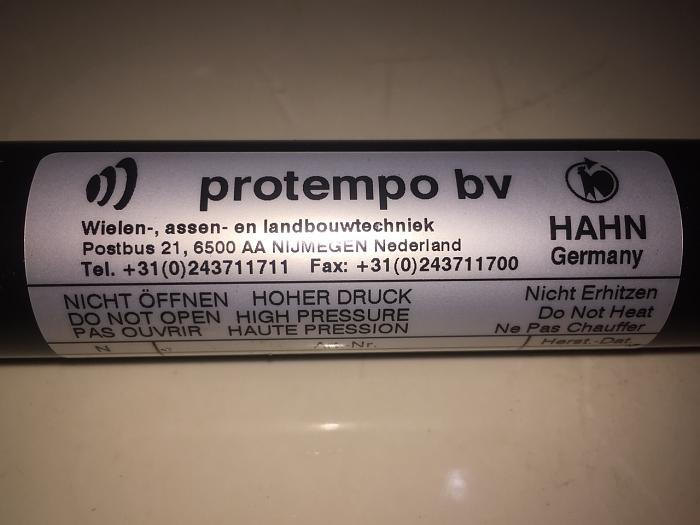 protempo bv
Wielen-, assen- en landbouwtechniek
Postbus 21, 6500 AA NIJMEGEN Nederland
Tel. +31(0)243711711 Fax: +31(0)243711700
HAHN
Germany
NICHT ÖFFNEN HOHER DRUCK
DO NOT OPEN HIGH PRESSURE
PAS OUVRIR HAUTE PRESSION
Nicht Erhitzen
Do Not Heat
Ne Pas Chauffer
N
Herst.-Dat.